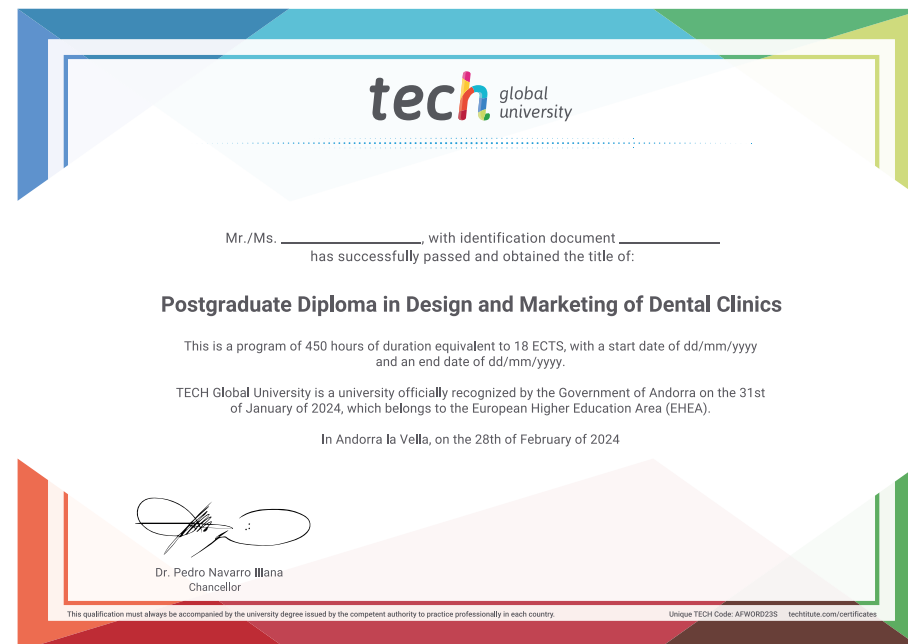 tech global university
Mr./Ms. ____________, with identification document ____________
has successfully passed and obtained the title of:
Postgraduate Diploma in Design and Marketing of Dental Clinics
This is a program of 450 hours of duration equivalent to 18 ECTS, with a start date of dd/mm/yyyy
and an end date of dd/mm/yyyy.
TECH Global University is a university officially recognized by the Government of Andorra on the 31st
of January of 2024, which belongs to the European Higher Education Area (EHEA).
In Andorra la Vella, on the 28th of February of 2024
Dr. Pedro Navarro Illana
Chancellor
This qualification must always be accompanied by the university degree issued by the competent authority to practice professionally in each country. Unique TECH Code: AFWORD23S techtitute.com/certificates